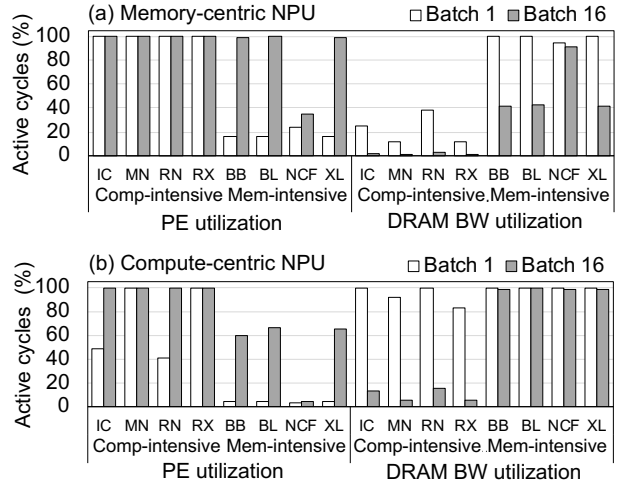 (a) Memory-centric NPU
Batch 1 Batch 16
Active cycles (%)
100
80
60
40
20
0
IC MN RN RX BB BL NCF XL IC MN RN RX BB BL NCF XL
Comp-intensive Mem-intensive Comp-intensive Mem-intensive
PE utilization DRAM BW utilization
(b) Compute-centric NPU
Batch 1 Batch 16
Active cycles (%)
100
80
60
40
20
0
IC MN RN RX BB BL NCF XL IC MN RN RX BB BL NCF XL
Comp-intensive Mem-intensive Comp-intensive Mem-intensive
PE utilization DRAM BW utilization